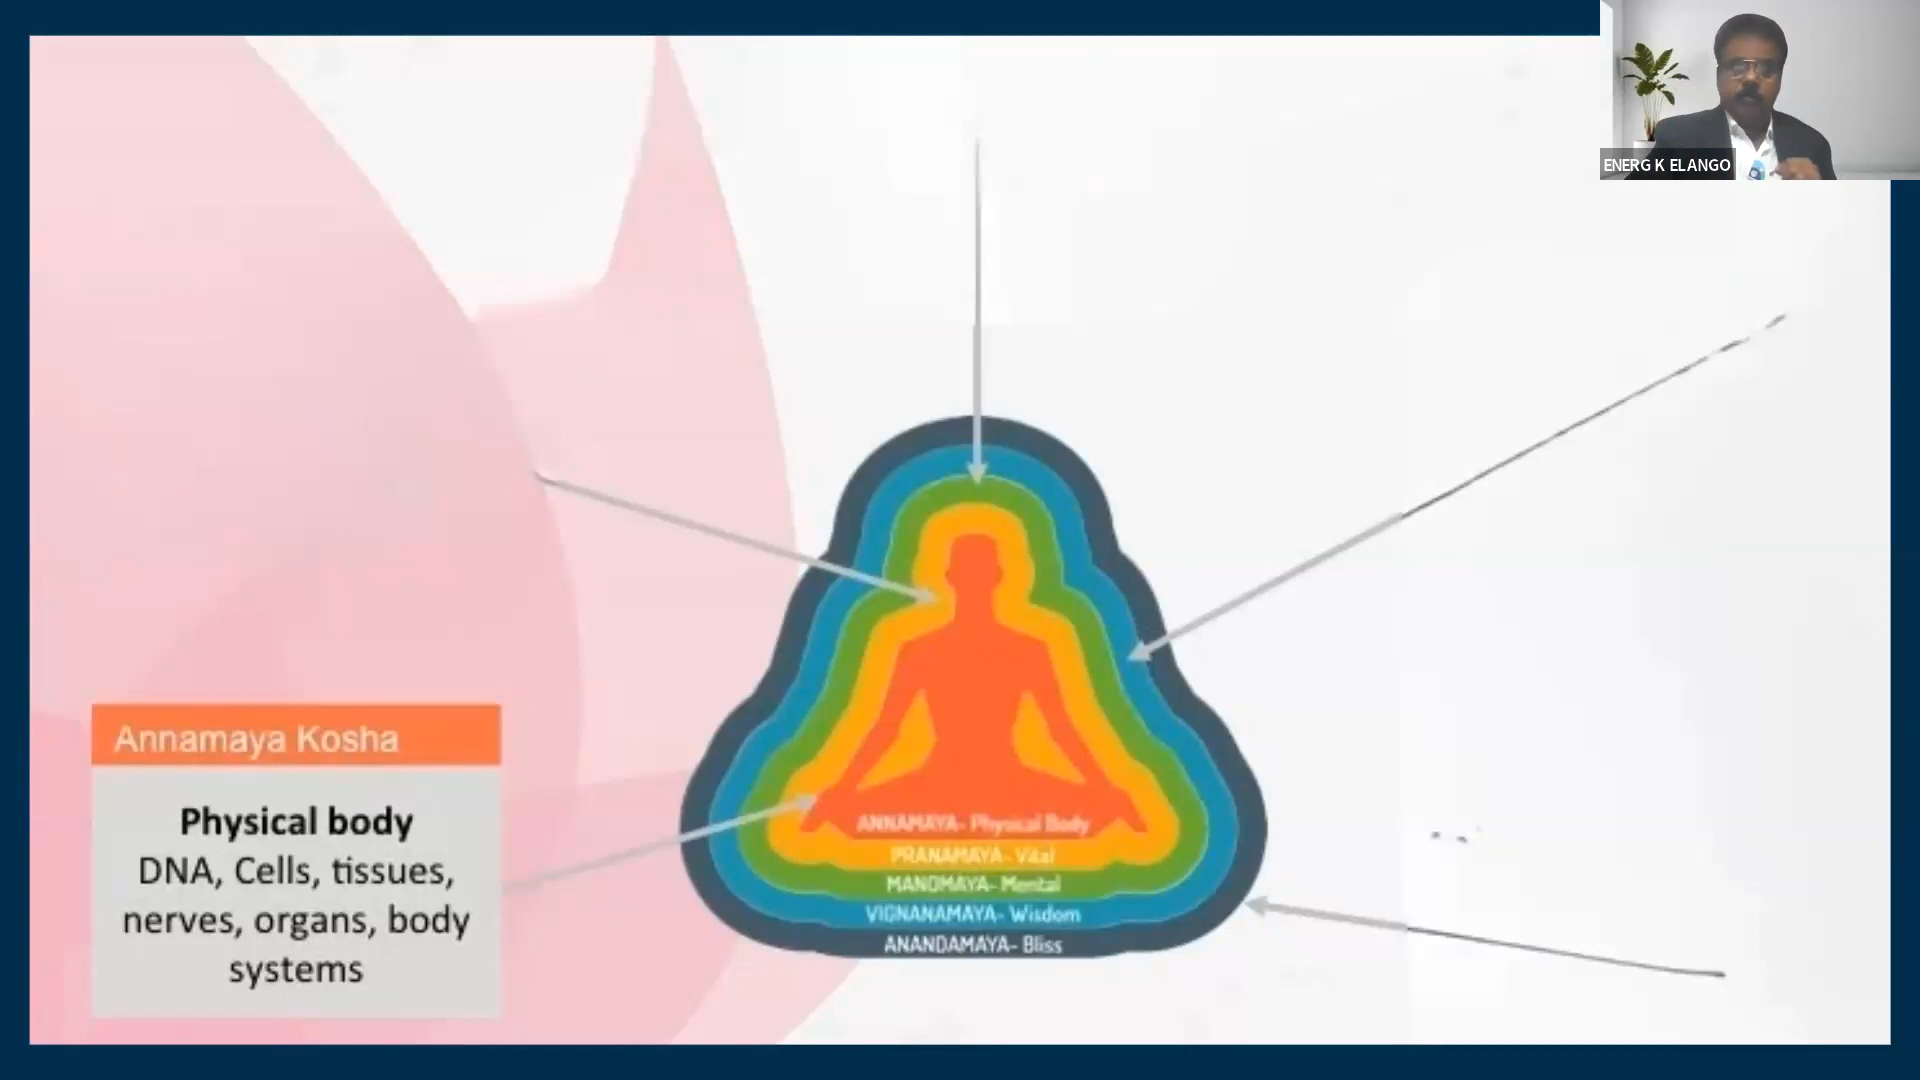 ENERG K ELANGO
Annamaya Kosha
Physical body
DNA, Cells, tissues,
nerves, organs, body
systems
ANNAMAYA- Physical Body
PRANAMAYA- Vital
MANOMAYA- Mental
VIGNANAMAYA- Wisdom
ANANDAMAYA- Bliss